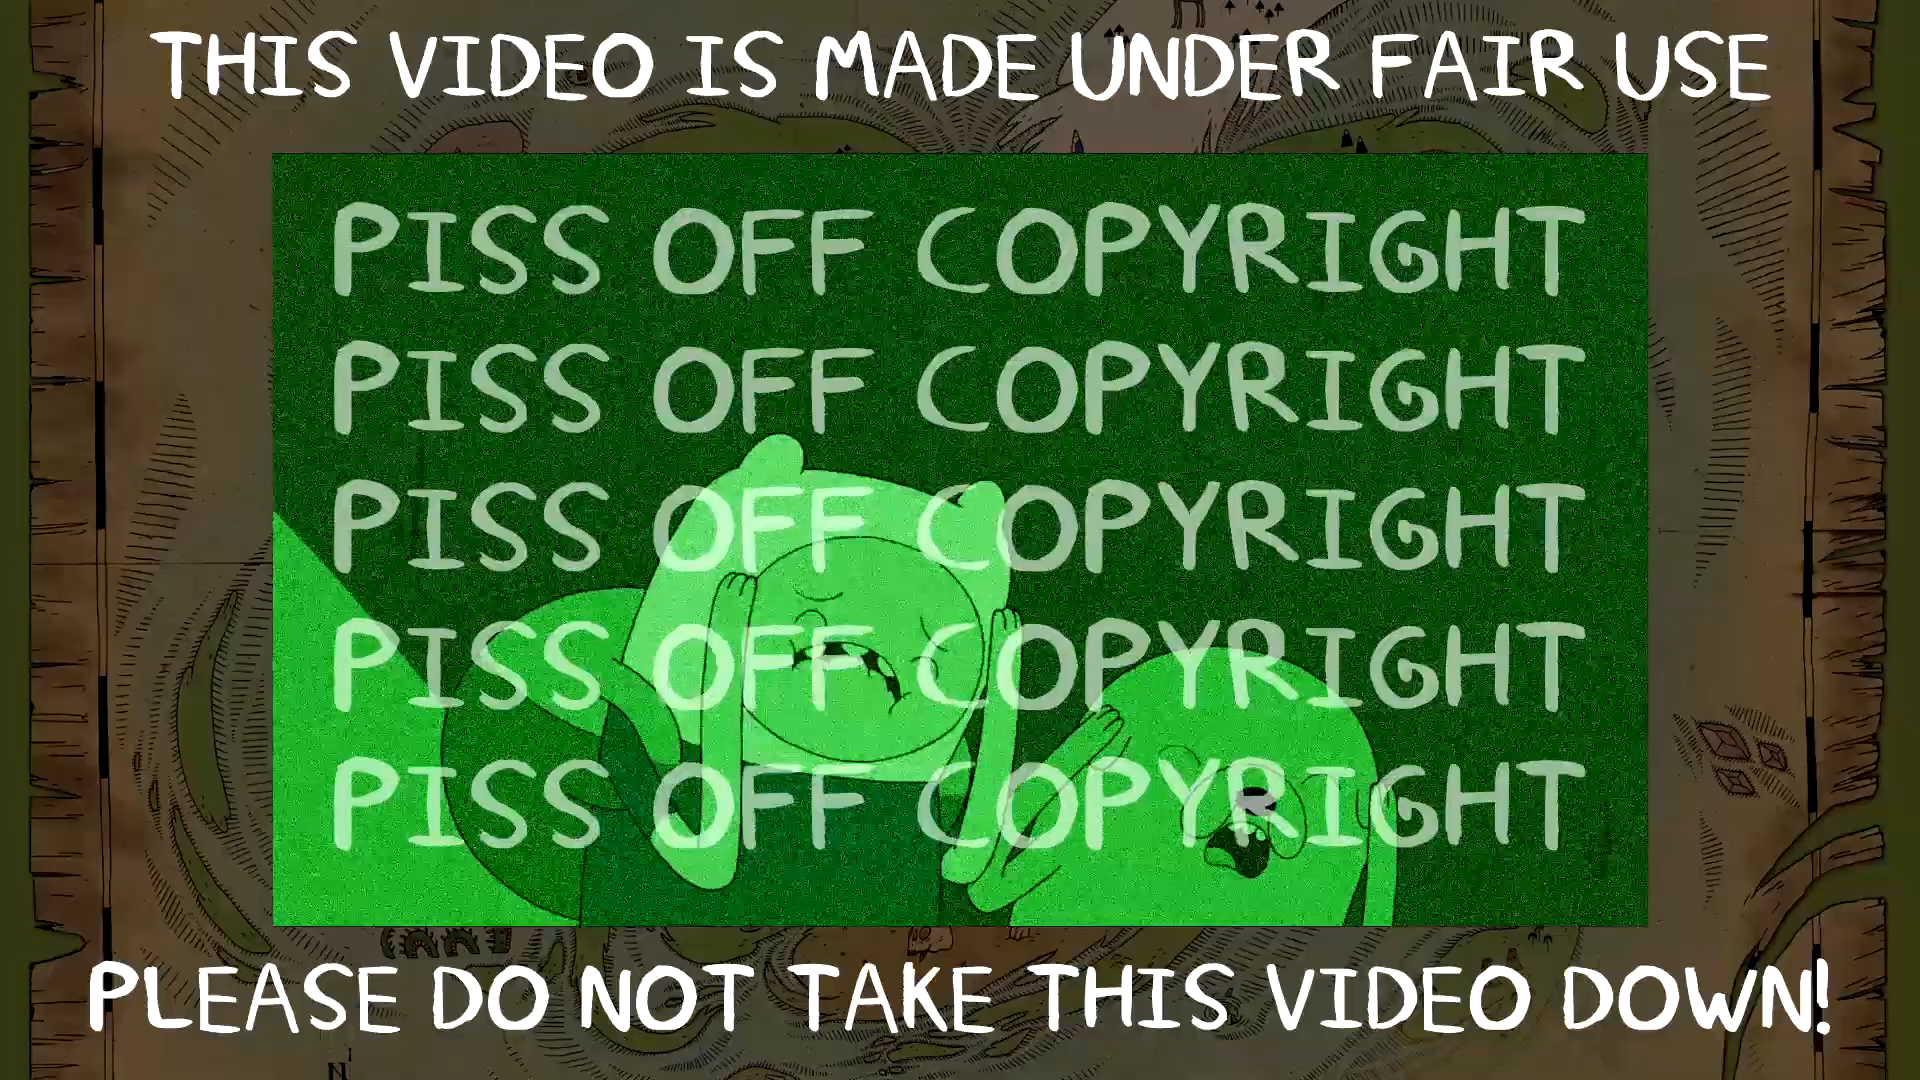 THIS VIDEO IS MADE UNDER FAIR USE
PISS OFF COPYRIGHT
PISS OFF COPYRIGHT
PISS OFF COPYRIGHT
PISS OFF COPYRIGHT
PISS OFF COPYRIGHT
PLEASE DO NOT TAKE THIS VIDEO DOWN!
N